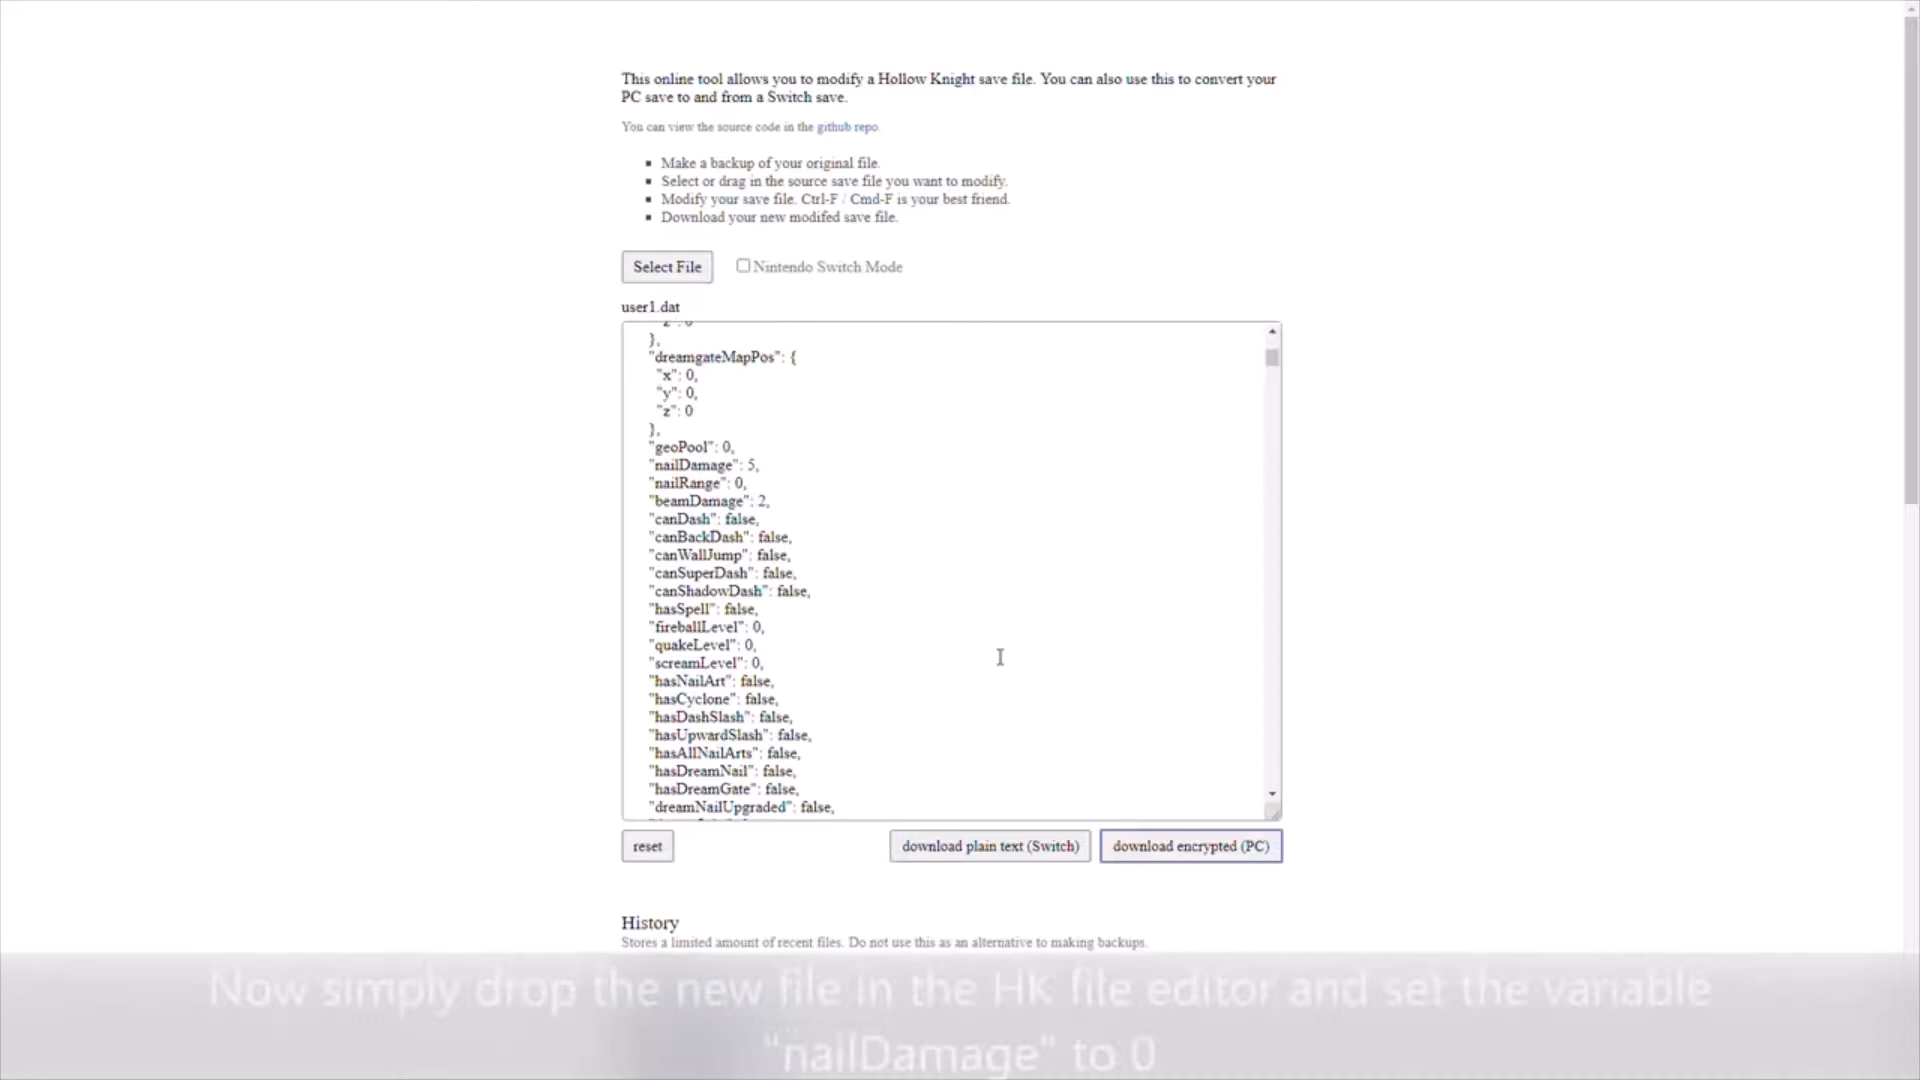 This online tool allows you to modify a Hollow Knight save file. You can also use this to convert your
PC save to and from a Switch save.
You can view the source code in the github repo.
Make a backup of your original file.
Select or drag in the source save file you want to modify.
Modify your save file. Ctrl-F / Cmd-F is your best friend.
Download your new modifed save file.
Select File
Nintendo Switch Mode
user1.dat
},
"dreamgateMapPos": {
"x": 0,
"y": 0,
"z": 0
},
"geoPool": 0,
"nailDamage": 5,
"nailRange": 0,
"beamDamage": 2,
"canDash": false,
"canBackDash": false,
"canWallJump": false,
"canSuperDash": false,
"canShadowDash": false,
"hasSpell": false,
"fireballLevel": 0,
"quakeLevel": 0,
"screamLevel": 0,
"hasNailArt": false,
"hasCyclone": false,
"hasDashSlash": false,
"hasUpwardSlash": false,
"hasAllNailArts": false,
"hasDreamNail": false,
"hasDreamGate": false,
"dreamNailUpgraded": false,
reset
download plain text (Switch)
download encrypted (PC)
History
Stores a limited amount of recent files. Do not use this as an alternative to making backups.
Now simply drop the new file in the HK file editor and set the variable
"nailDamage" to 0